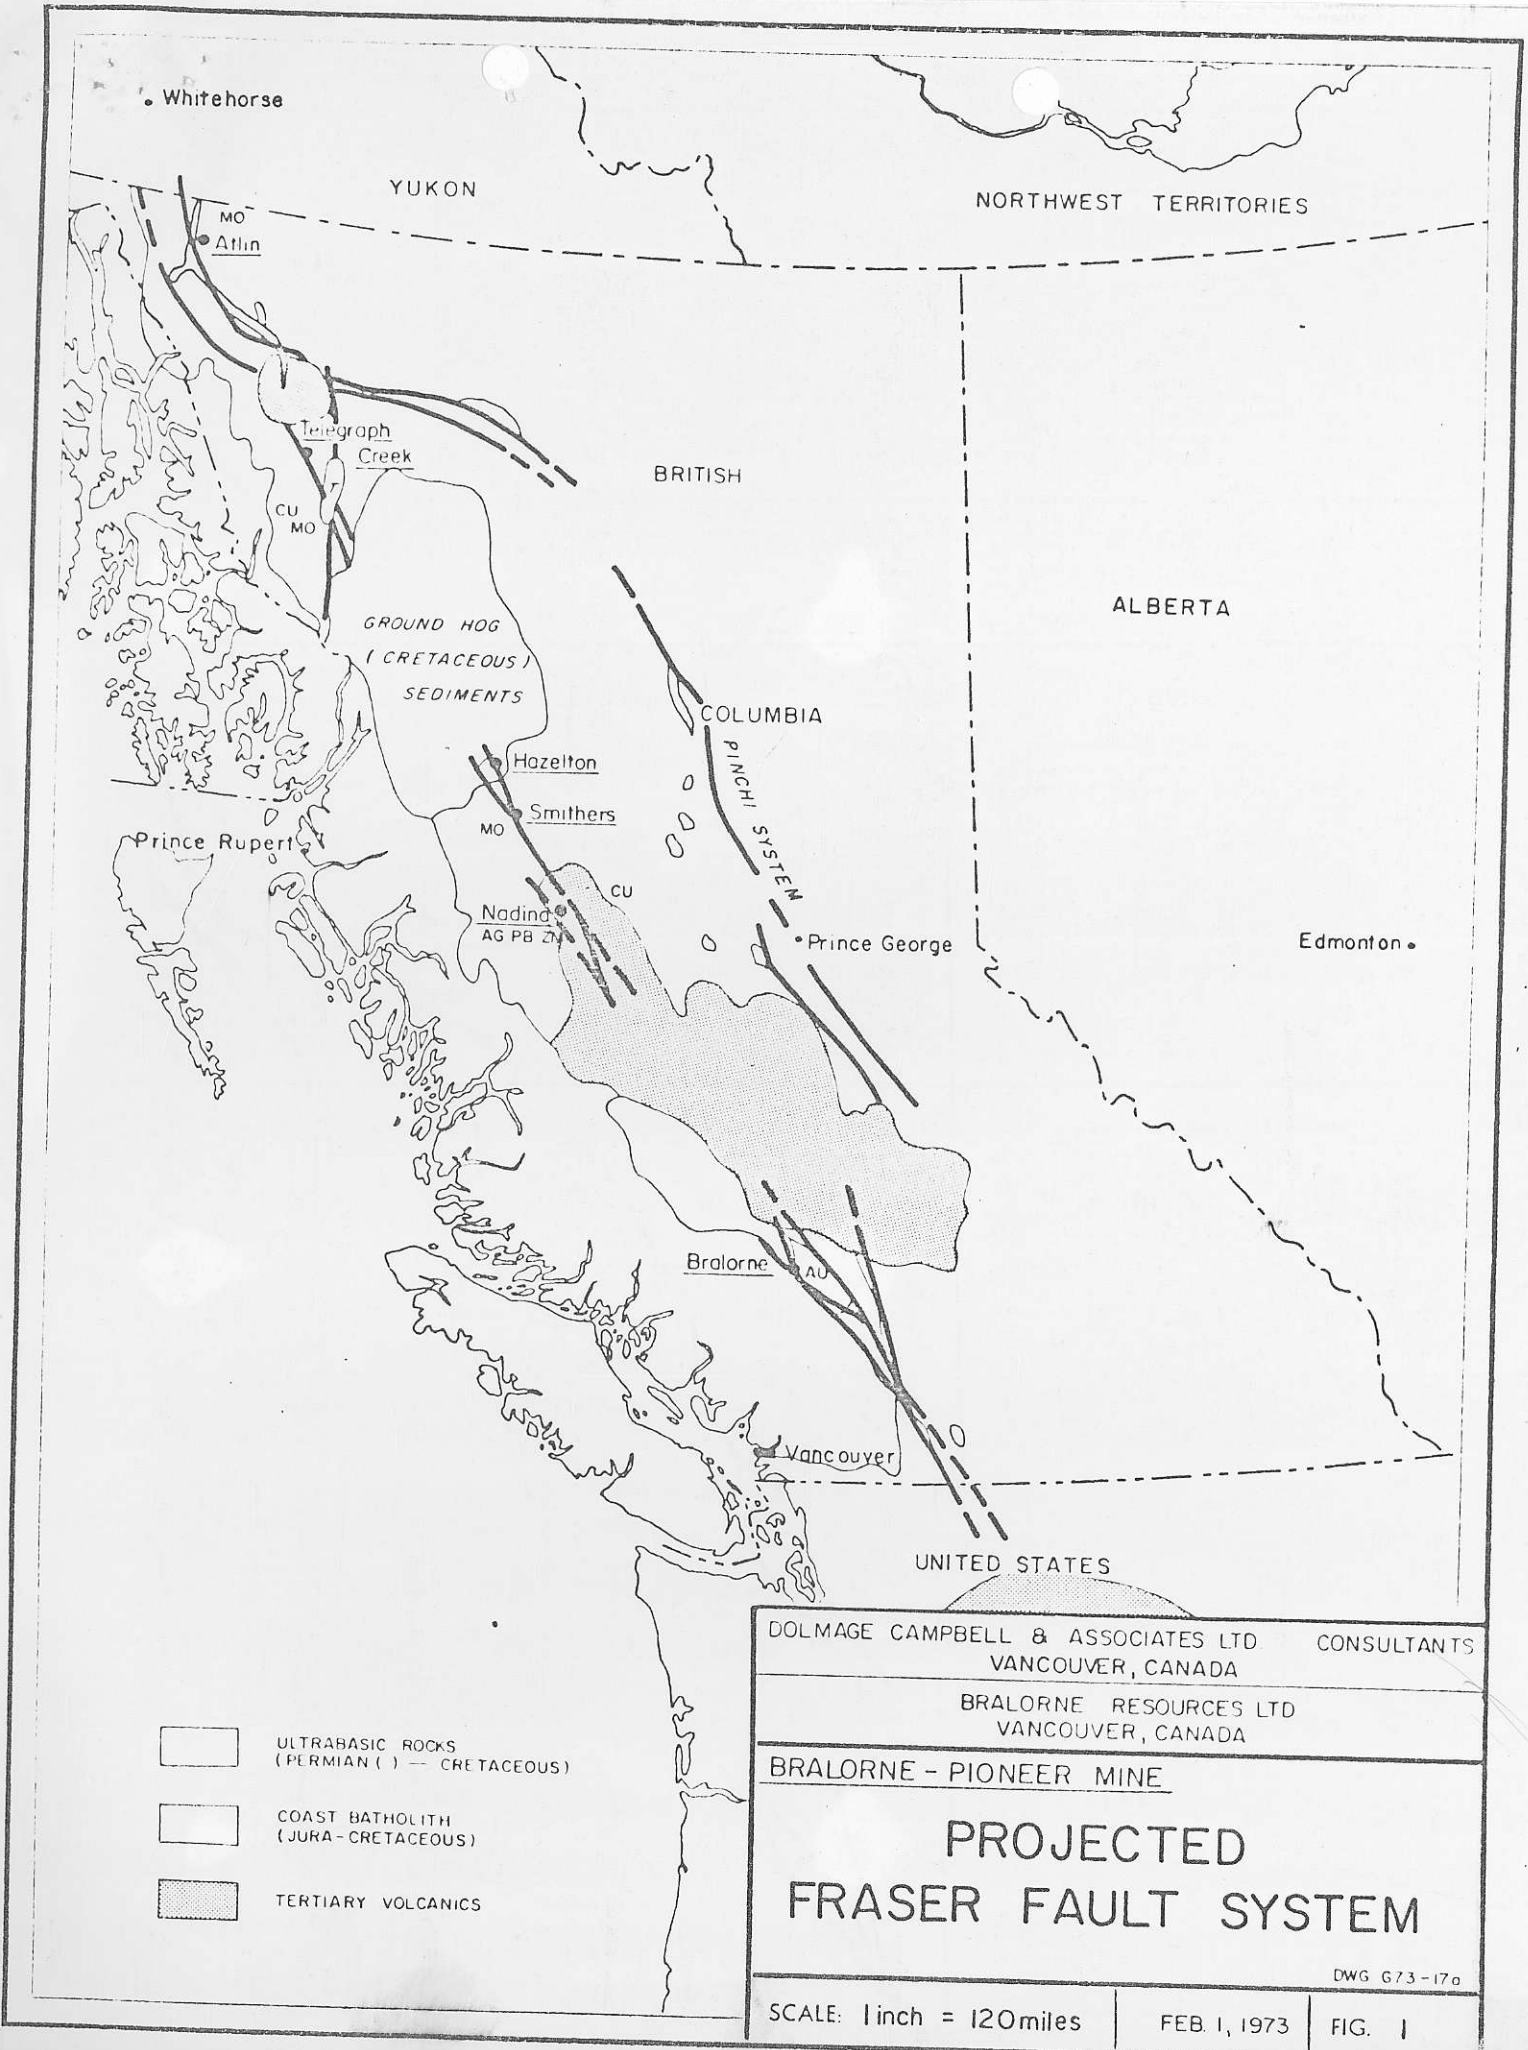 Whitehorse
YUKON
NORTHWEST TERRITORIES
MO
Atlin
Telegraph
Creek
BRITISH
CU
MO
ALBERTA
GROUND HOG
(CRETACEOUS)
SEDIMENTS
COLUMBIA
PINCHI SYSTEM
Hazelton
Smithers
MO
Prince Rupert
CU
Nadina
AG PB ZN
Prince George
Edmonton
Bralorne
AU
Vancouver
UNITED STATES
DOLMAGE CAMPBELL & ASSOCIATES LTD. CONSULTANTS
VANCOUVER, CANADA
BRALORNE RESOURCES LTD
VANCOUVER, CANADA
BRALORNE - PIONEER MINE
PROJECTED
FRASER FAULT SYSTEM
DWG G73-17a
SCALE: 1 inch = 120 miles
FEB. 1, 1973
FIG. 1
ULTRABASIC ROCKS
(PERMIAN ( ) — CRETACEOUS)
COAST BATHOLITH
(JURA-CRETACEOUS)
TERTIARY VOLCANICS